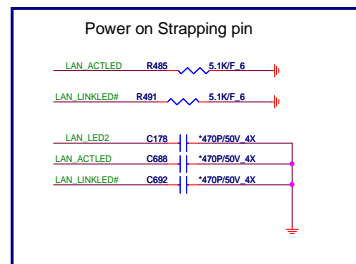 Power on Strapping pin
LAN_ACTLED R485 5.1K/F_6
LAN_LINKLED# R491 5.1K/F_6
LAN_LED2 C178 *470P/50V_4X
LAN_ACTLED C688 *470P/50V_4X
LAN_LINKLED# C692 *470P/50V_4X